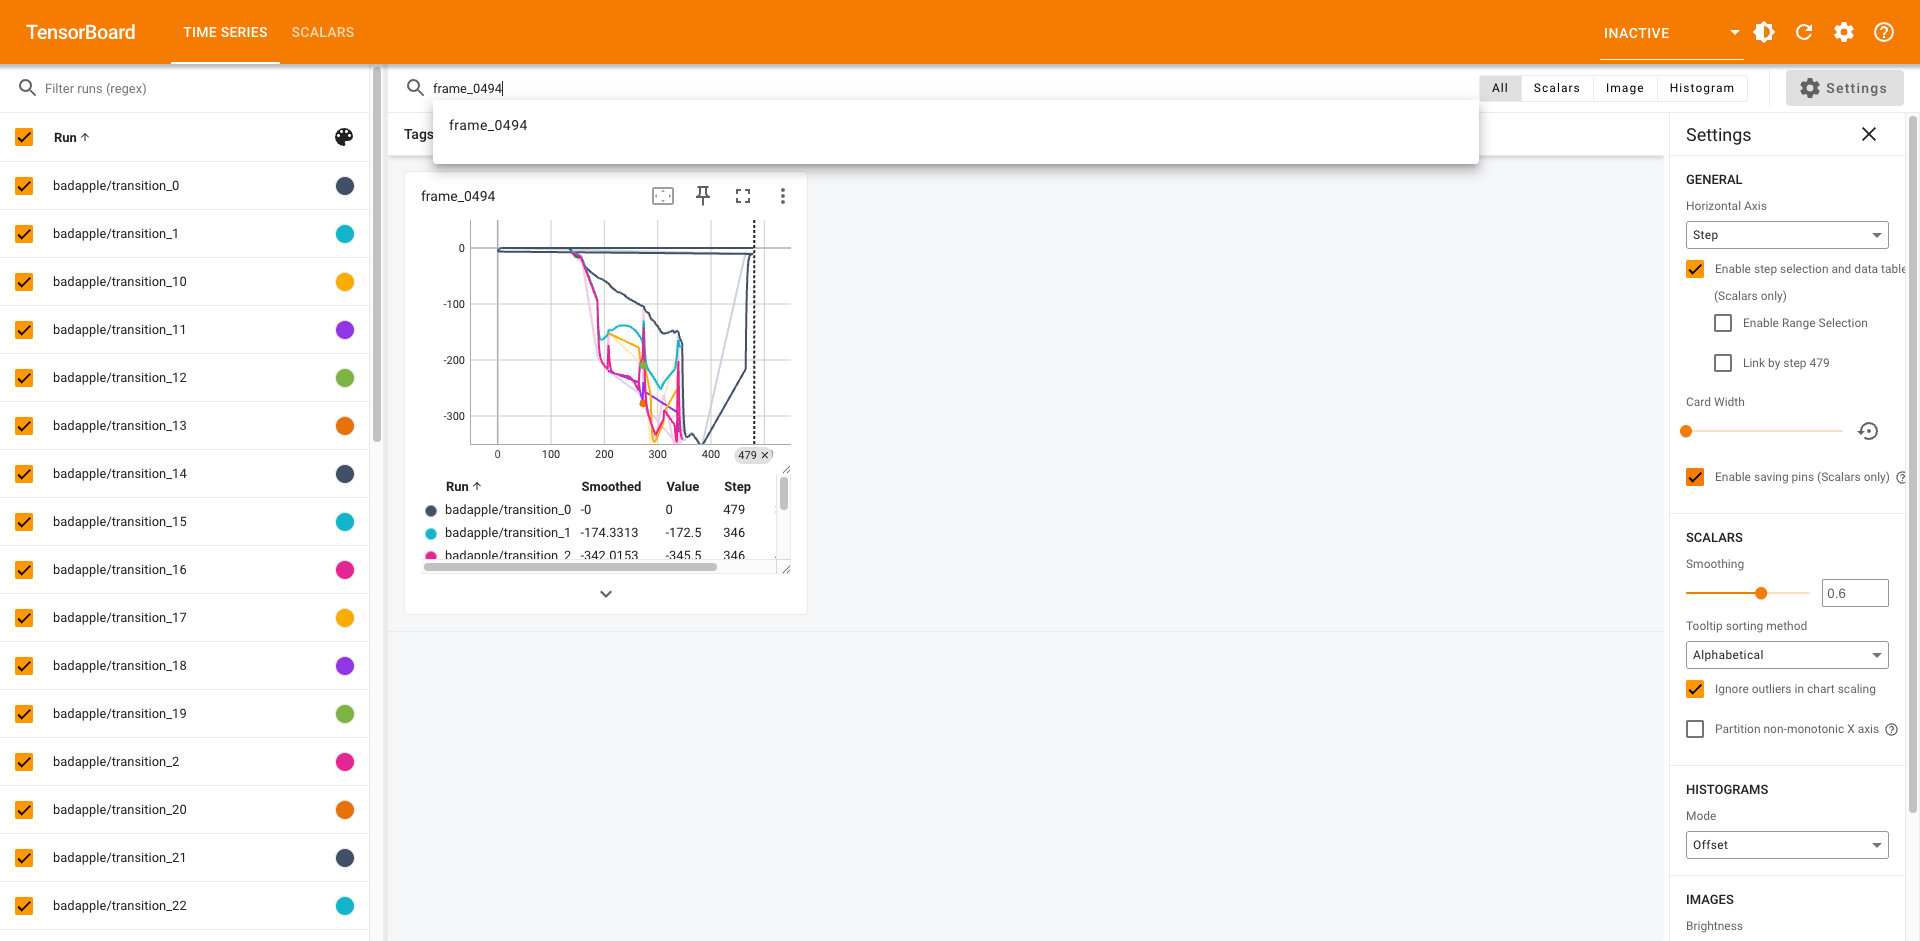 TensorBoard
TIME SERIES
SCALARS
INACTIVE
Filter runs (regex)
frame_0494
All
Scalars
Image
Histogram
Settings
frame_0494
Run
Tags
Settings
badapple/transition_0
badapple/transition_1
badapple/transition_10
badapple/transition_11
badapple/transition_12
badapple/transition_13
badapple/transition_14
badapple/transition_15
badapple/transition_16
badapple/transition_17
badapple/transition_18
badapple/transition_19
badapple/transition_2
badapple/transition_20
badapple/transition_21
badapple/transition_22
frame_0494
0
-100
-200
-300
0 100 200 300 400 479
Run Smoothed Value Step
badapple/transition_0 -0 0 479
badapple/transition_1 -174.3313 -172.5 346
badapple/transition_2 -342.0153 -345.5 346
GENERAL
Horizontal Axis
Step
Enable step selection and data table
(Scalars only)
Enable Range Selection
Link by step 479
Card Width
Enable saving pins (Scalars only)
SCALARS
Smoothing
0.6
Tooltip sorting method
Alphabetical
Ignore outliers in chart scaling
Partition non-monotonic X axis
HISTOGRAMS
Mode
Offset
IMAGES
Brightness